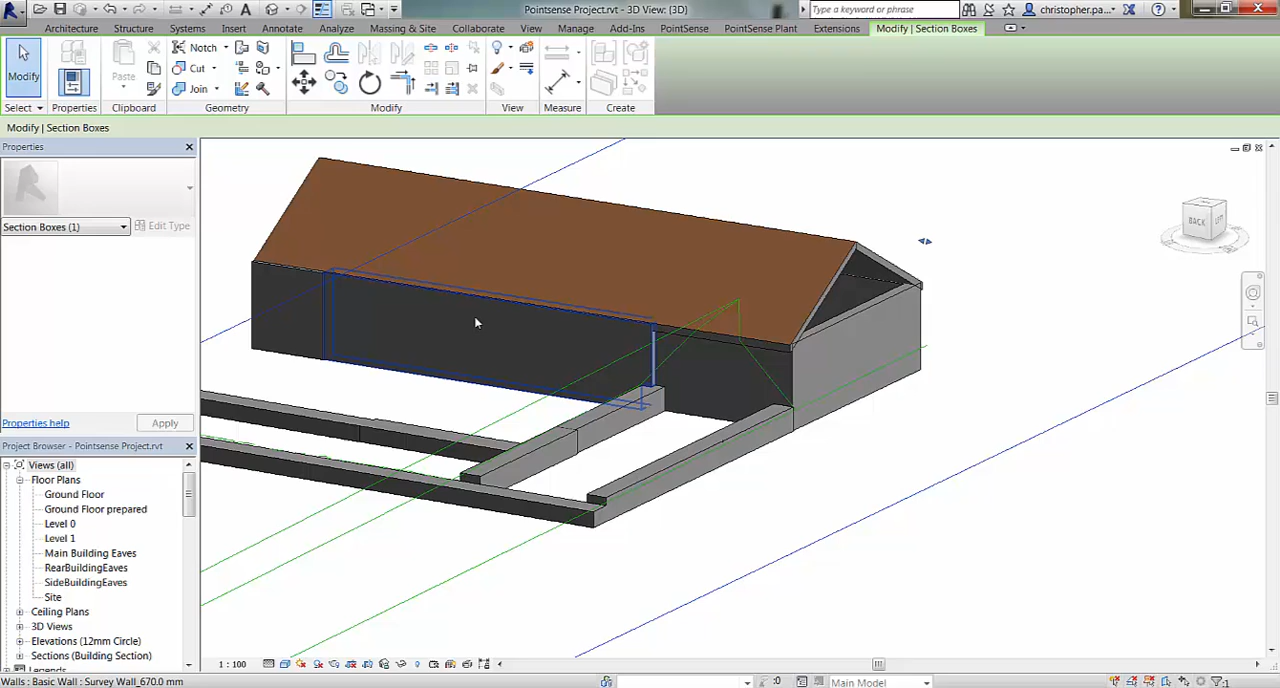 Pointsense Project.rvt - 3D View: {3D}
Type a keyword or phrase
christopher.pa...
Architecture Structure Systems Insert Annotate Analyze Massing & Site Collaborate View Manage Add-Ins PointSense PointSense Plant Extensions Modify | Section Boxes
Modify
Paste
Notch
Cut
Join
Select Properties Clipboard Geometry Modify View Measure Create
Modify | Section Boxes
Properties
Section Boxes (1) Edit Type
Properties help Apply
Project Browser - Pointsense Project.rvt
Views (all)
Floor Plans
Ground Floor
Ground Floor prepared
Level 0
Level 1
Main Building Eaves
RearBuildingEaves
SideBuildingEaves
Site
Ceiling Plans
3D Views
Elevations (12mm Circle)
Sections (Building Section)
Legends
BACK
LEFT
1 : 100
Walls : Basic Wall : Survey Wall_670.0 mm
:0
Main Model
:1